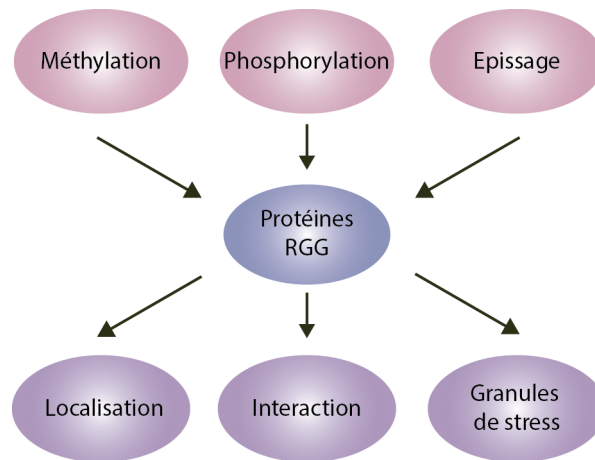 Méthylation
Phosphorylation
Epissage
Protéines
RGG
Localisation
Interaction
Granules
de stress